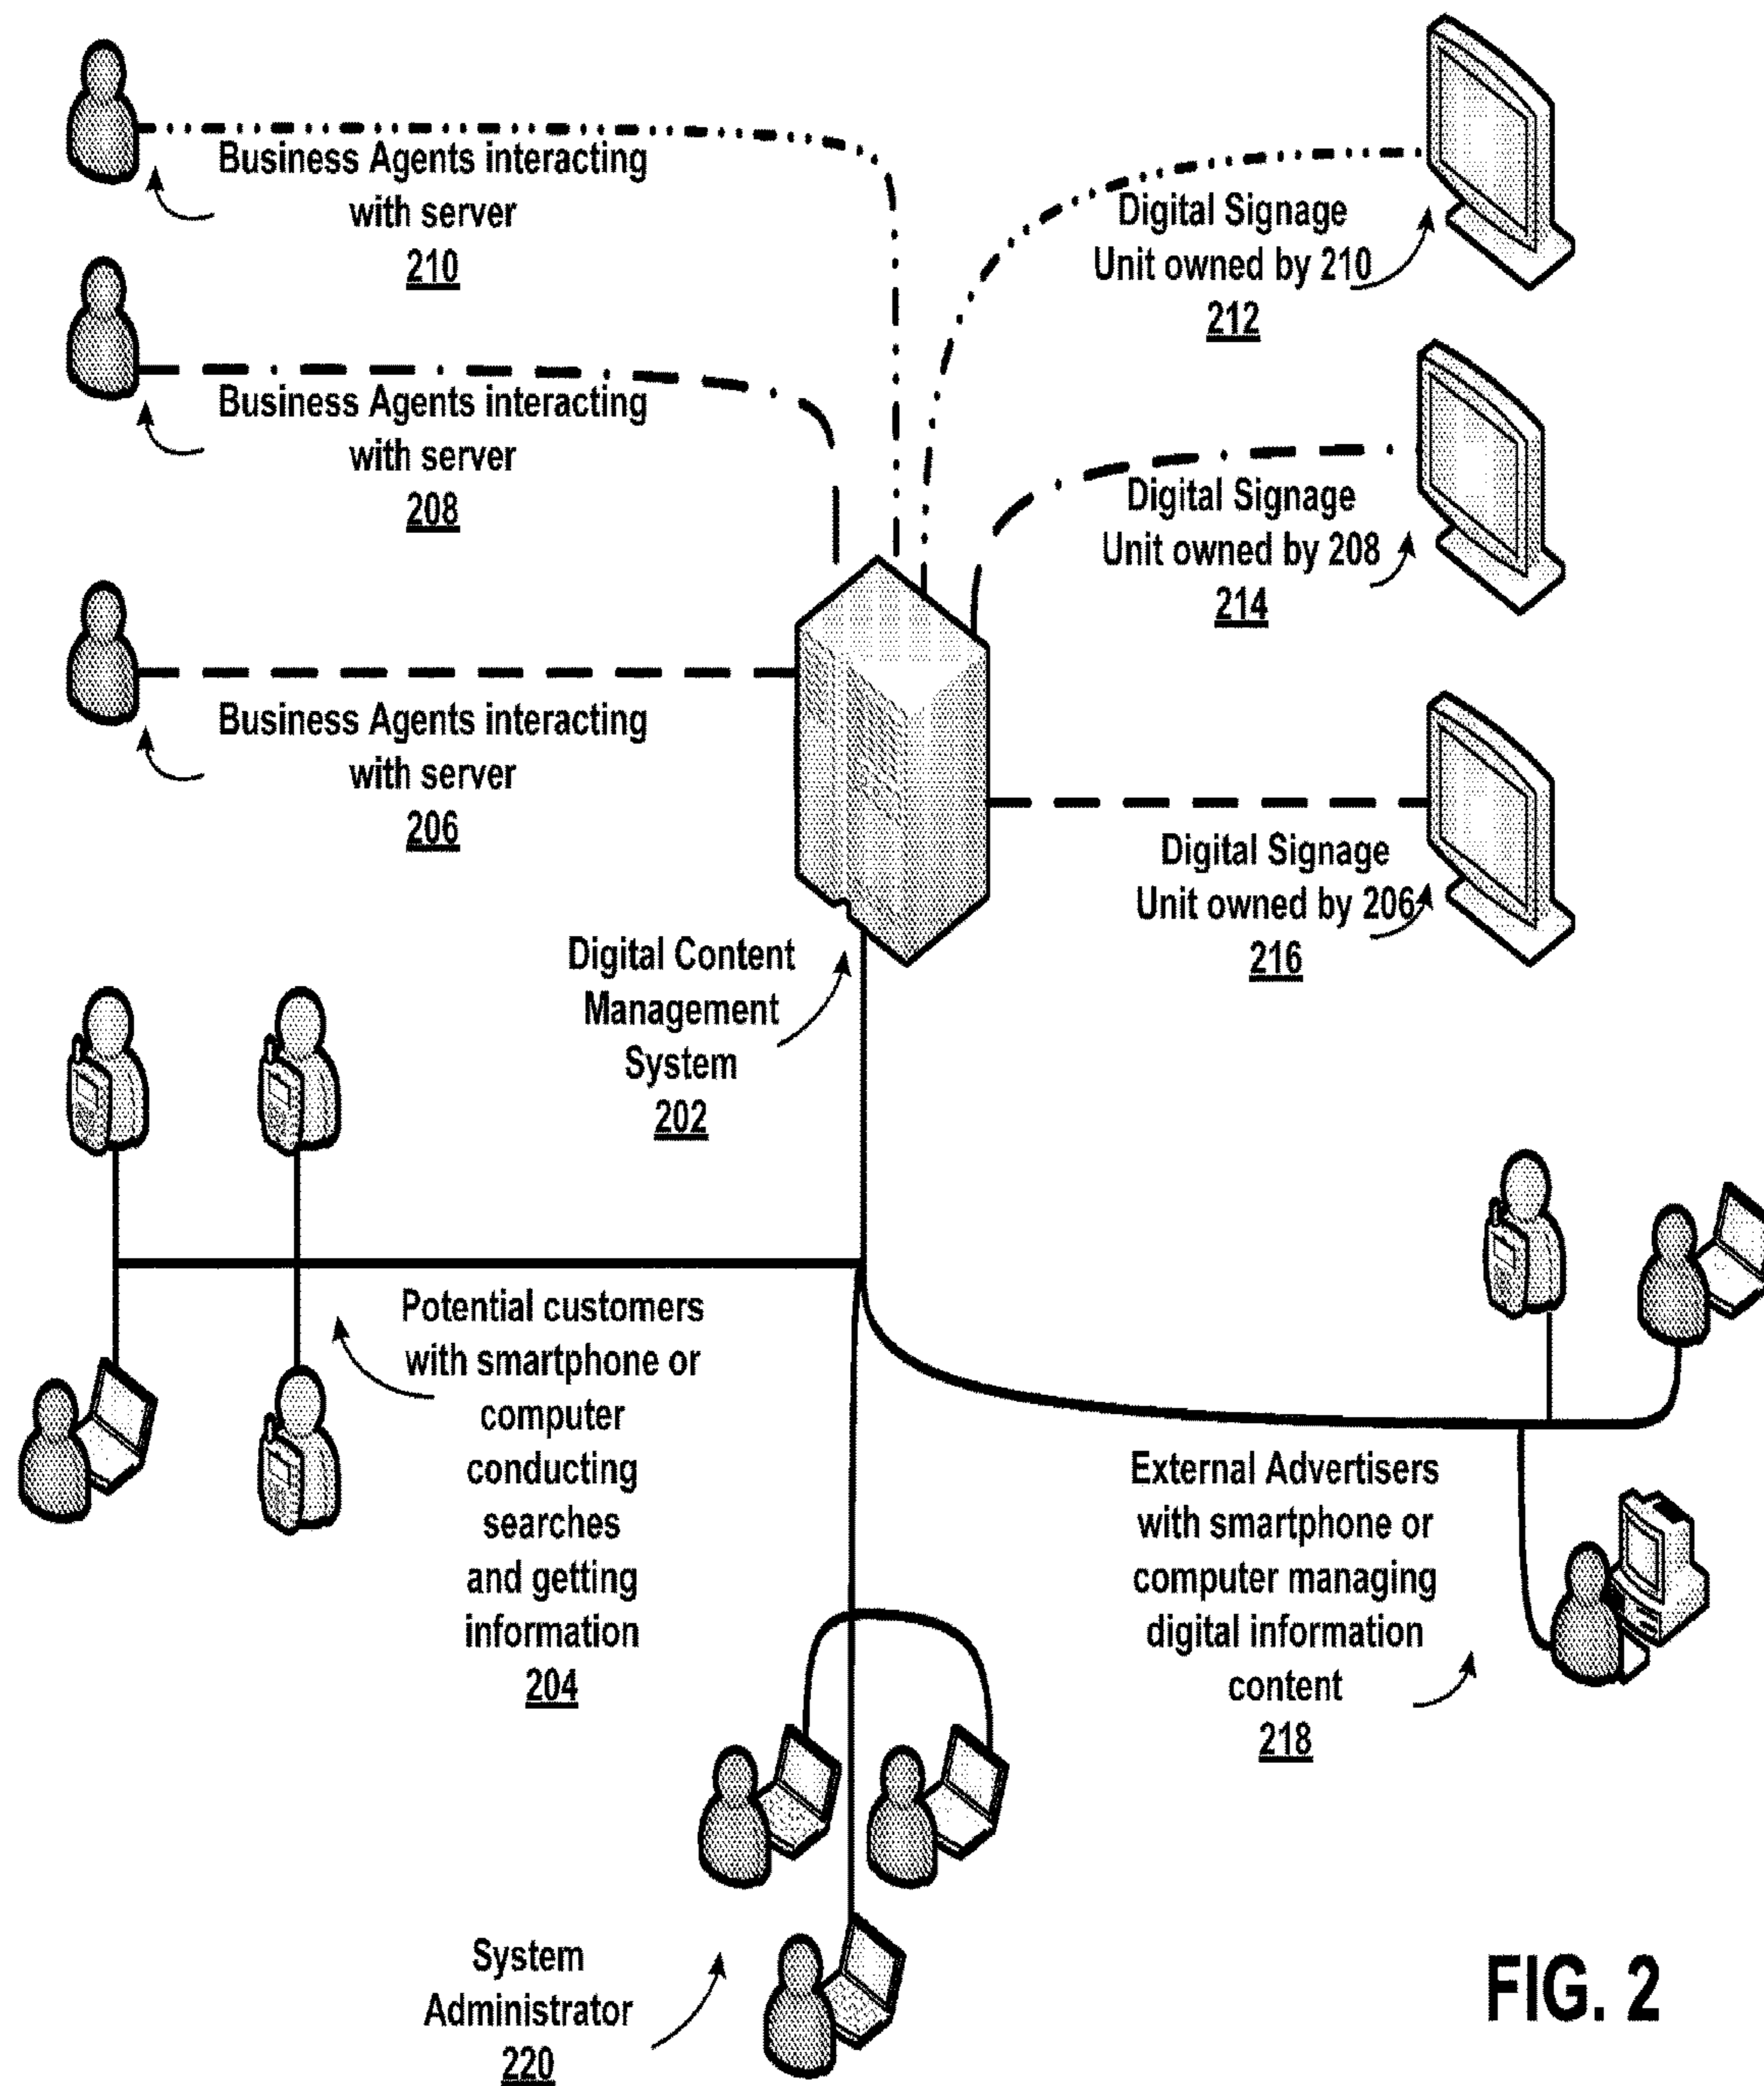 Business Agents interacting
with server
210
Digital Signage
Unit owned by 210
212
Business Agents interacting
with server
208
Digital Signage
Unit owned by 208
214
Business Agents interacting
with server
206
Digital Signage
Unit owned by 206
216
Digital Content
Management
System
202
Potential customers
with smartphone or
computer
conducting
searches
and getting
information
204
External Advertisers
with smartphone or
computer managing
digital information
content
218
System
Administrator
220
FIG. 2